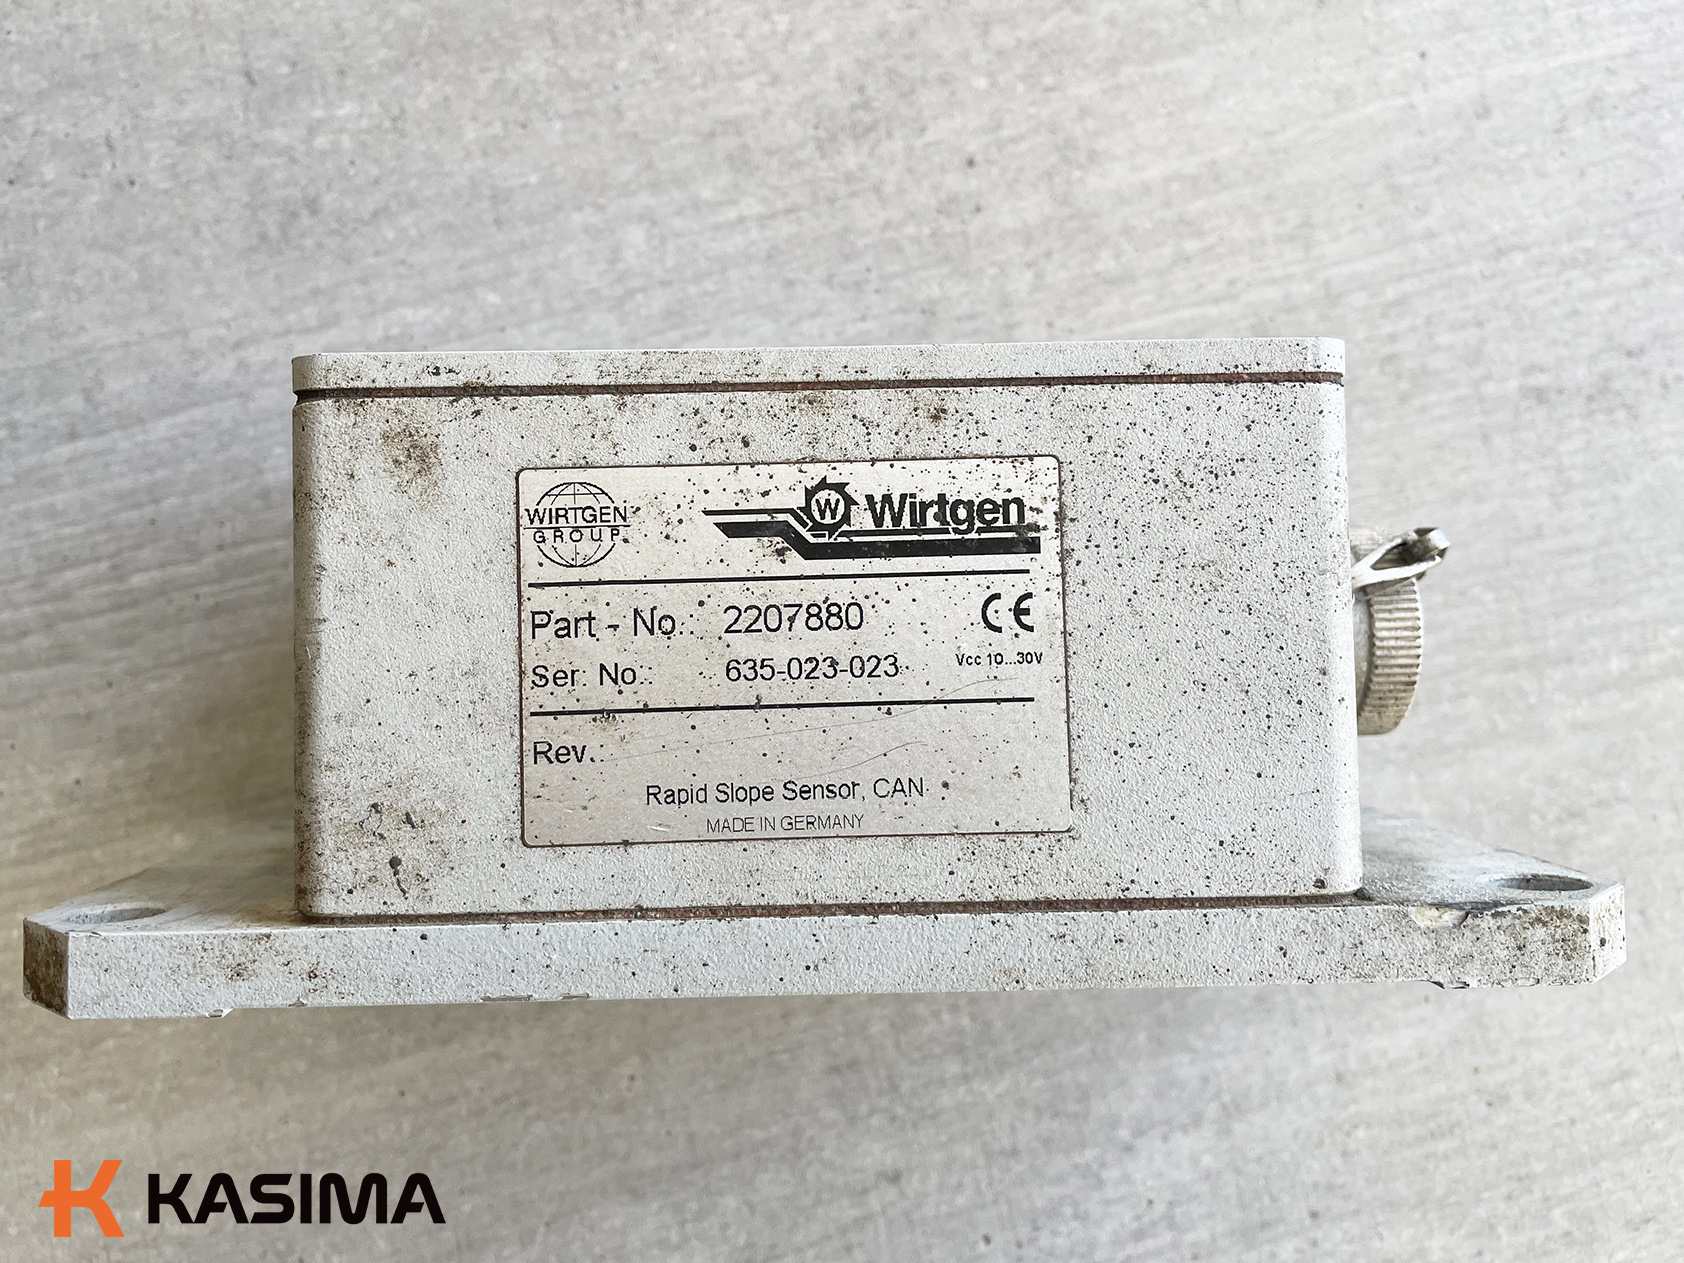 WIRTGEN
GROUP
W
Wirtgen
Part - No.: 2207880
CE
Ser. No.: 635-023-023
Vcc 10...30V
Rev.:
Rapid Slope Sensor, CAN
MADE IN GERMANY
KASIMA